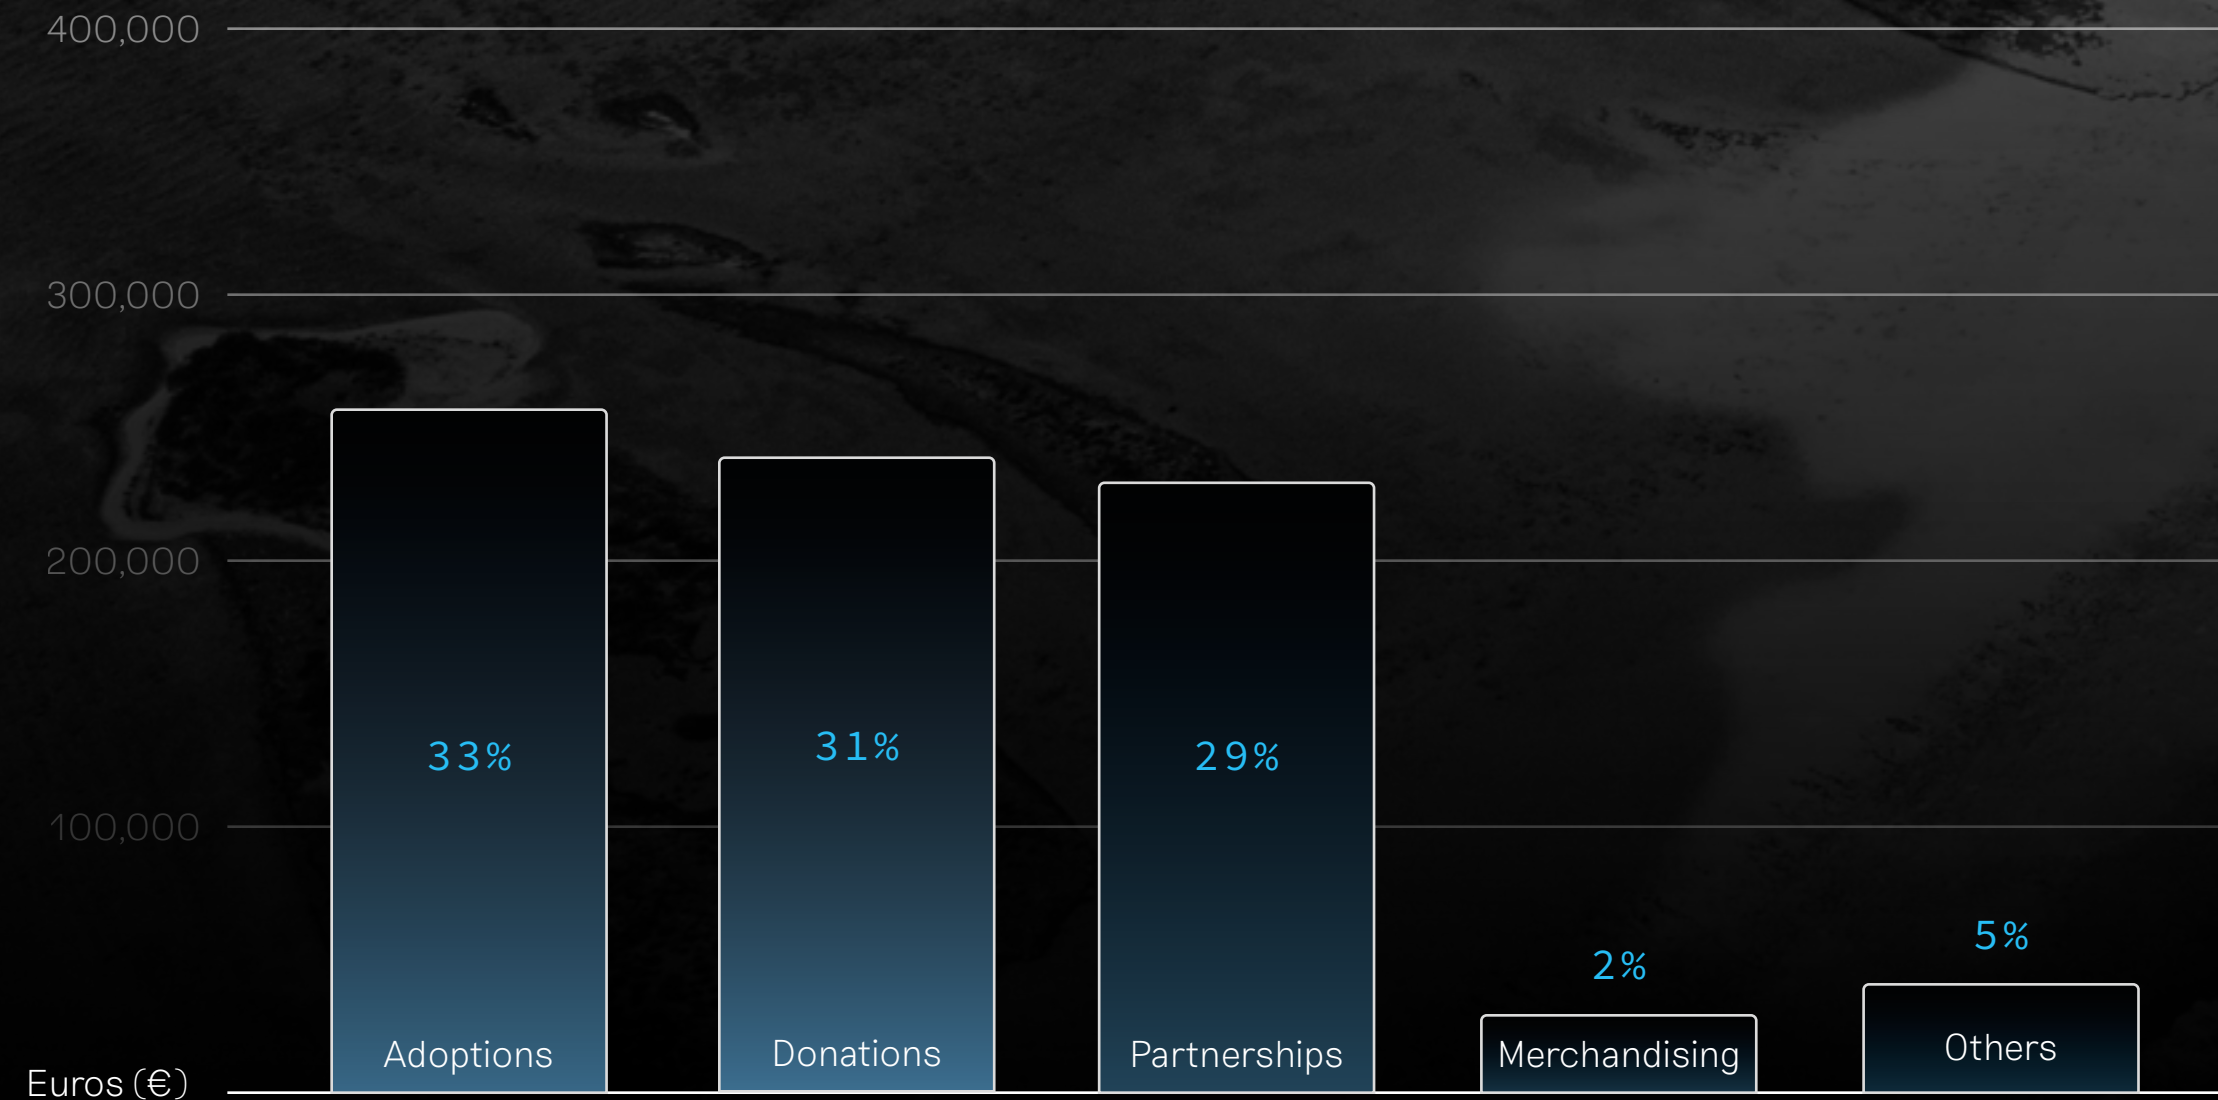 400,000
300,000
200,000
100,000
Euros (€)
33%
31%
29%
2%
5%
Adoptions
Donations
Partnerships
Merchandising
Others